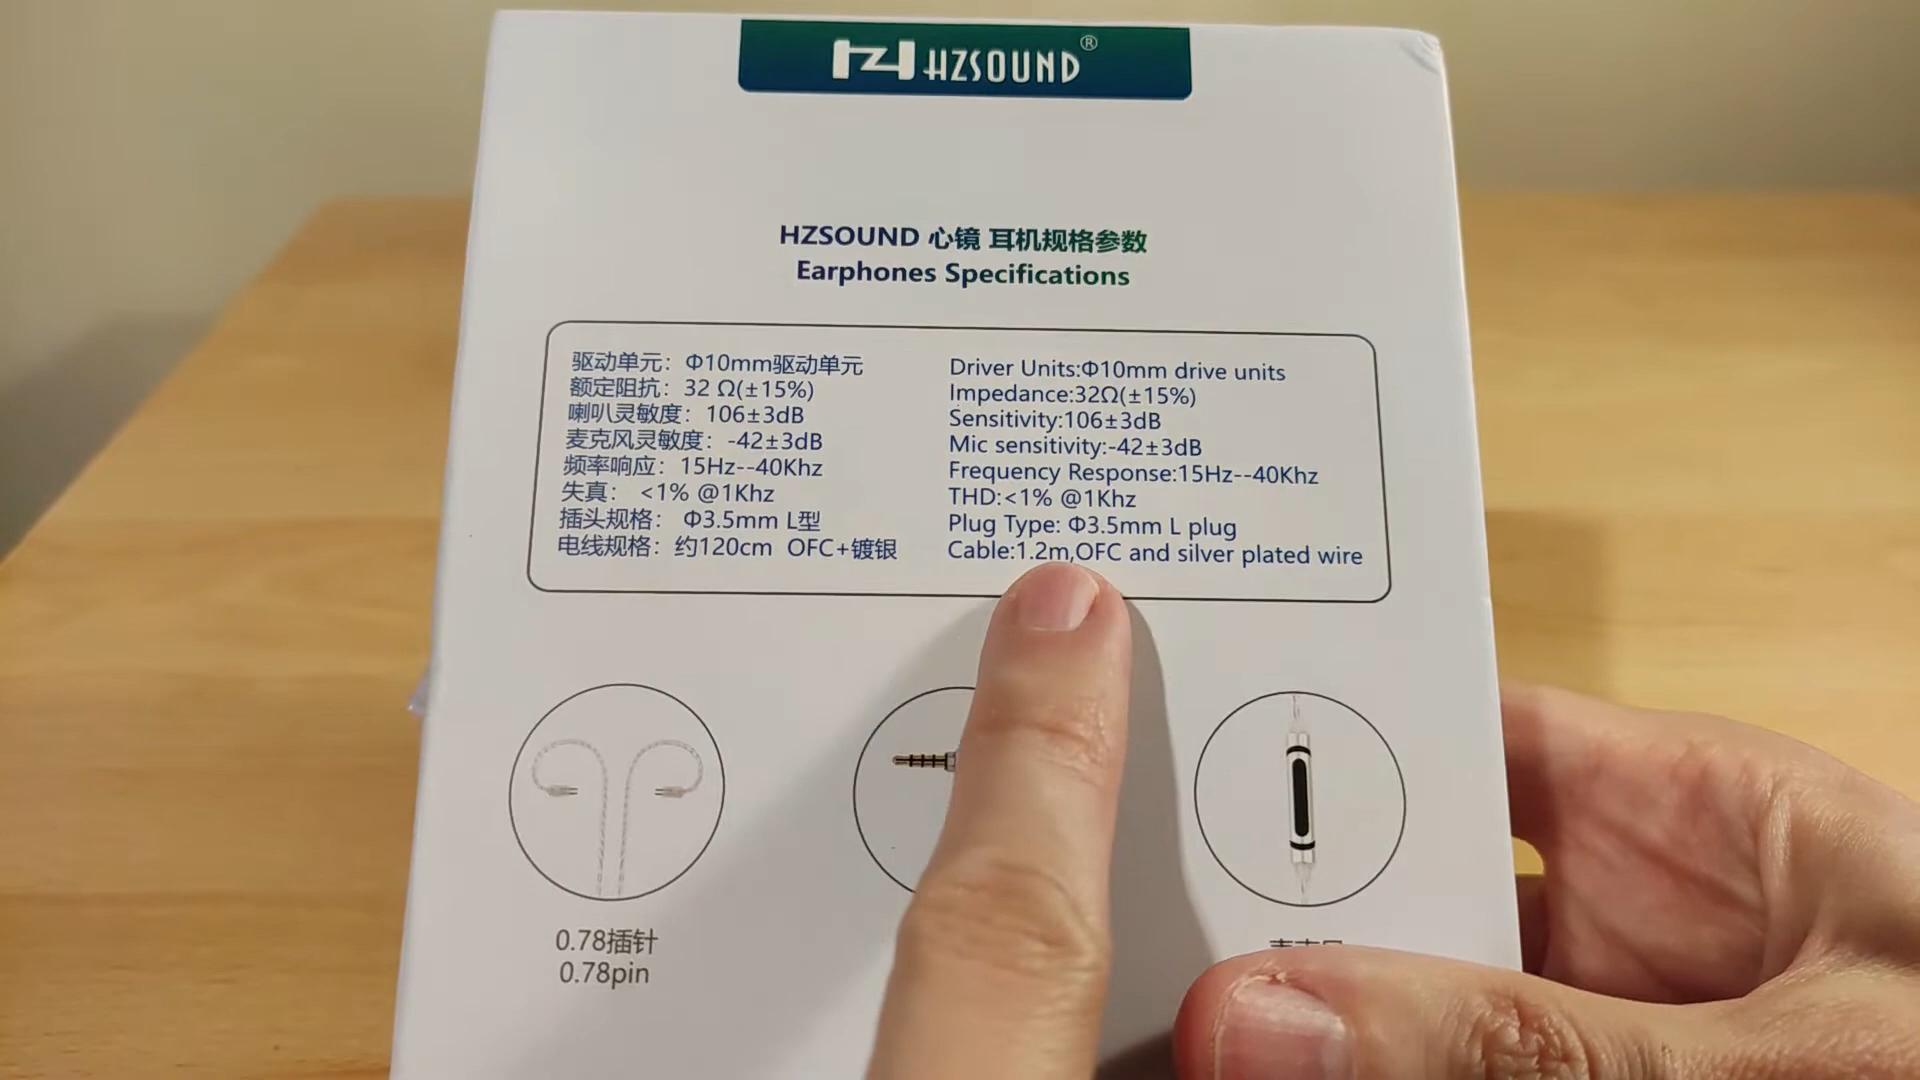 HZSOUND®
HZSOUND 心镜 耳机规格参数
Earphones Specifications
驱动单元：Φ10mm驱动单元
额定阻抗：32 Ω(±15%)
喇叭灵敏度：106±3dB
麦克风灵敏度：-42±3dB
频率响应：15Hz--40Khz
失真： <1% @1Khz
插头规格： Φ3.5mm L型
电线规格：约120cm OFC+镀银
Driver Units:Φ10mm drive units
Impedance:32Ω(±15%)
Sensitivity:106±3dB
Mic sensitivity:-42±3dB
Frequency Response:15Hz--40Khz
THD:<1% @1Khz
Plug Type: Φ3.5mm L plug
Cable:1.2m,OFC and silver plated wire
0.78插针
0.78pin